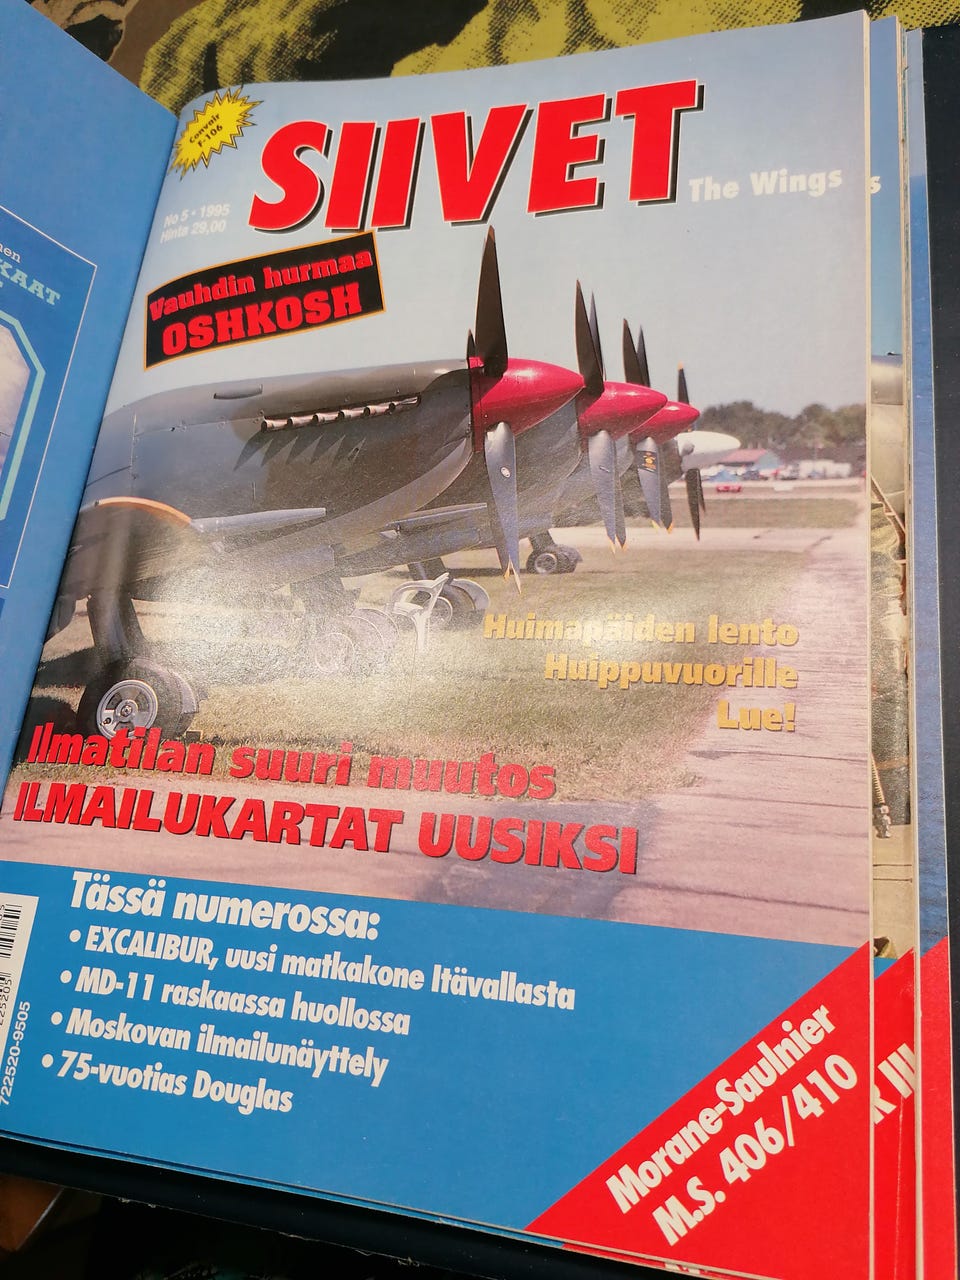 Convair
F-106
SIIVET
The Wings
No 5 • 1995
Hinta 29,00
Vauhdin hurmaa
OSHKOSH
Huimapäiden lento
Huippuvuorille
Lue!
Ilmatilan suuri muutos
ILMAILUKARTAT UUSIKSI
Tässä numerossa:
• EXCALIBUR, uusi matkakone Itävallasta
• MD-11 raskaassa huollossa
• Moskovan ilmailunäyttely
• 75-vuotias Douglas
722520-9505
Morane-Saulnier
M.S. 406/410